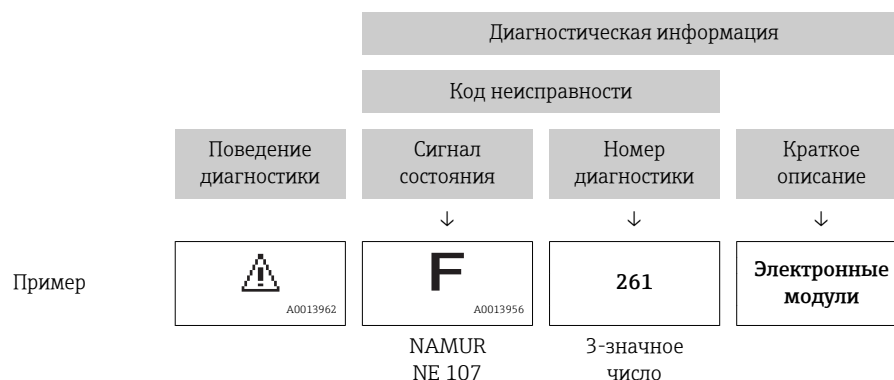 Диагностическая информация
Код неисправности
Поведение
диагностики
Сигнал
состояния
Номер
диагностики
Краткое
описание
Пример
A0013962
F
A0013956
261
Электронные
модули
NAMUR
NE 107
3-значное
число